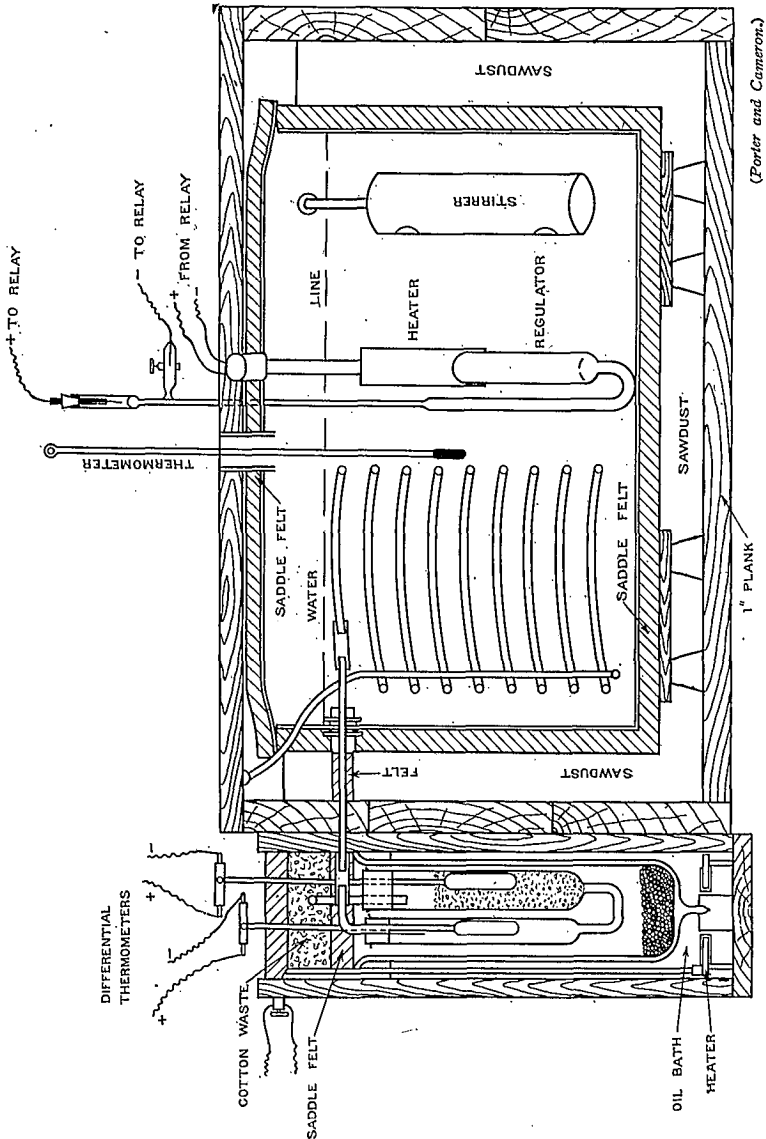 + TO RELAY
- TO RELAY
+ FROM RELAY
-
THERMOMETER
SADDLE FELT
WATER LINE
HEATER
REGULATOR
STIRRER
SAWDUST
SADDLE FELT
SAWDUST
1" PLANK
FELT
SAWDUST
DIFFERENTIAL
THERMOMETERS
+
-
+
-
COTTON WASTE
SADDLE FELT
OIL BATH
HEATER
(Porter and Cameron.)